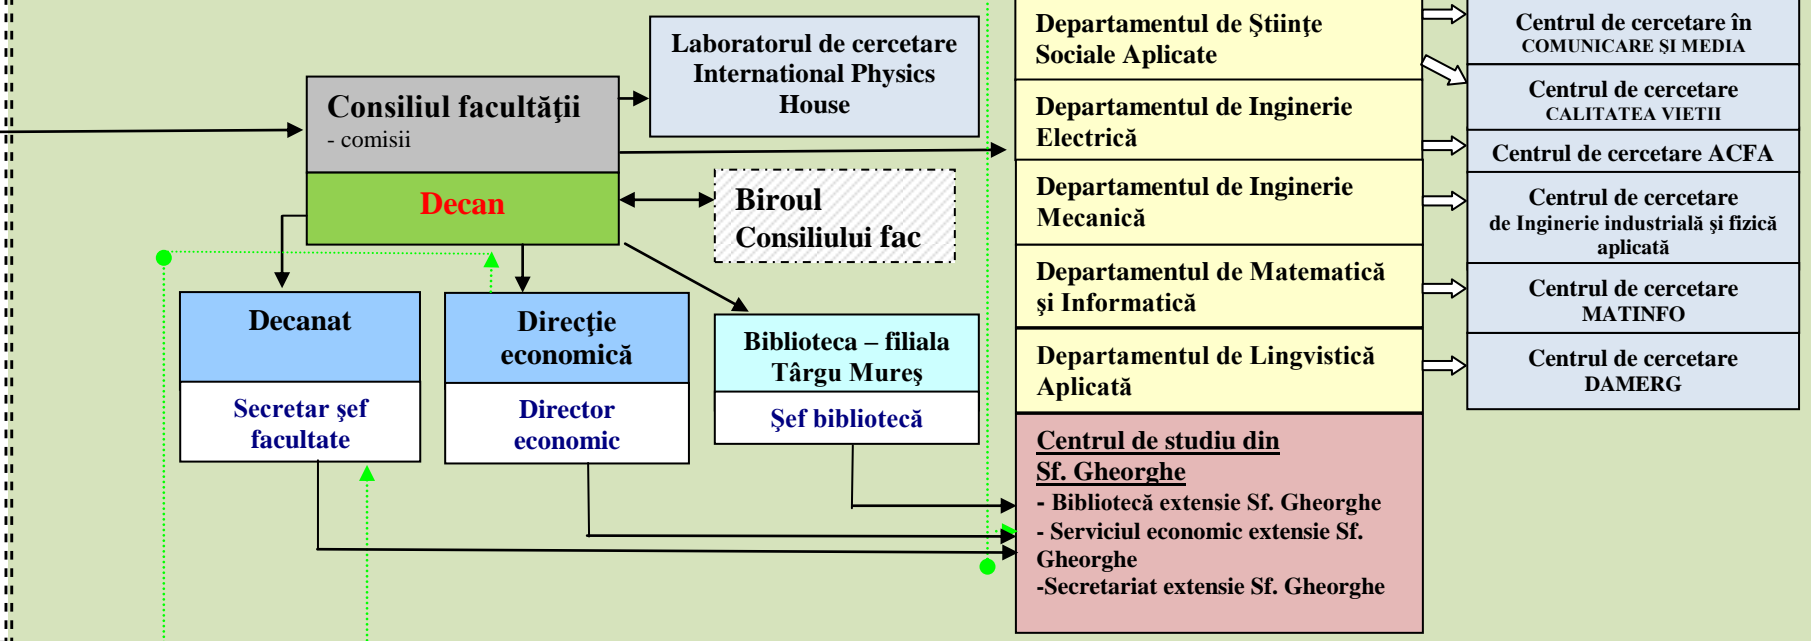 Laboratorul de cercetare
International Physics
House
Consiliul facultăţii
- comisii
Decan
Biroul
Consiliului fac
Decanat
Secretar şef
facultate
Direcţie
economică
Director
economic
Biblioteca – filiala
Târgu Mureş
Şef bibliotecă
Departamentul de Ştiinţe
Sociale Aplicate
Departamentul de Inginerie
Electrică
Departamentul de Inginerie
Mecanică
Departamentul de Matematică
şi Informatică
Departamentul de Lingvistică
Aplicată
Centrul de studiu din
Sf. Gheorghe
- Bibliotecă extensie Sf. Gheorghe
- Serviciul economic extensie Sf.
Gheorghe
-Secretariat extensie Sf. Gheorghe
Centrul de cercetare în
COMUNICARE ŞI MEDIA
Centrul de cercetare
CALITATEA VIETII
Centrul de cercetare ACFA
Centrul de cercetare
de Inginerie industrială şi fizică
aplicată
Centrul de cercetare
MATINFO
Centrul de cercetare
DAMERG